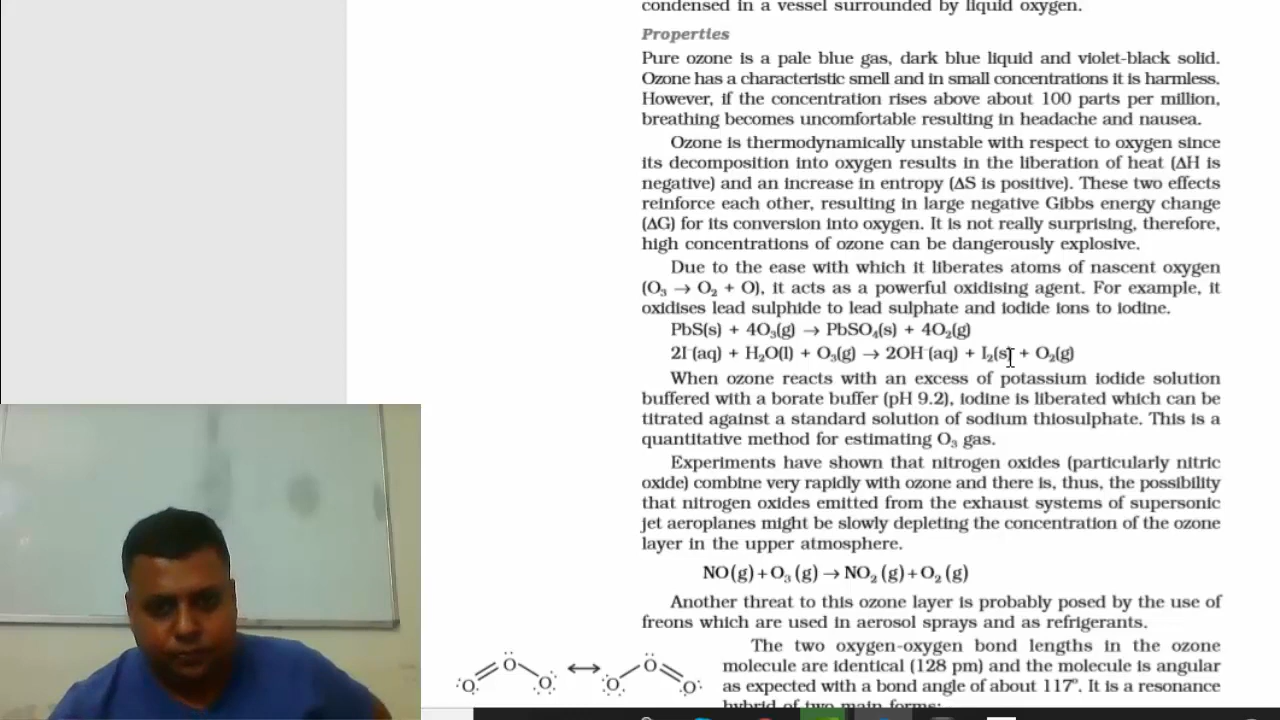 condensed in a vessel surrounded by liquid oxygen.
Properties
Pure ozone is a pale blue gas, dark blue liquid and violet-black solid.
Ozone has a characteristic smell and in small concentrations it is harmless.
However, if the concentration rises above about 100 parts per million,
breathing becomes uncomfortable resulting in headache and nausea.
Ozone is thermodynamically unstable with respect to oxygen since
its decomposition into oxygen results in the liberation of heat (ΔH is
negative) and an increase in entropy (ΔS is positive). These two effects
reinforce each other, resulting in large negative Gibbs energy change
(ΔG) for its conversion into oxygen. It is not really surprising, therefore,
high concentrations of ozone can be dangerously explosive.
Due to the ease with which it liberates atoms of nascent oxygen
(O₃ → O₂ + O), it acts as a powerful oxidising agent. For example, it
oxidises lead sulphide to lead sulphate and iodide ions to iodine.
PbS(s) + 4O₃(g) → PbSO₄(s) + 4O₂(g)
2I⁻(aq) + H₂O(l) + O₃(g) → 2OH⁻(aq) + I₂(s) + O₂(g)
When ozone reacts with an excess of potassium iodide solution
buffered with a borate buffer (pH 9.2), iodine is liberated which can be
titrated against a standard solution of sodium thiosulphate. This is a
quantitative method for estimating O₃ gas.
Experiments have shown that nitrogen oxides (particularly nitric
oxide) combine very rapidly with ozone and there is, thus, the possibility
that nitrogen oxides emitted from the exhaust systems of supersonic
jet aeroplanes might be slowly depleting the concentration of the ozone
layer in the upper atmosphere.
NO(g)+O₃(g)→NO₂(g)+O₂(g)
Another threat to this ozone layer is probably posed by the use of
freons which are used in aerosol sprays and as refrigerants.
The two oxygen-oxygen bond lengths in the ozone
molecule are identical (128 pm) and the molecule is angular
as expected with a bond angle of about 117°. It is a resonance
hybrid of two main forms:
O O O ↔ O O O